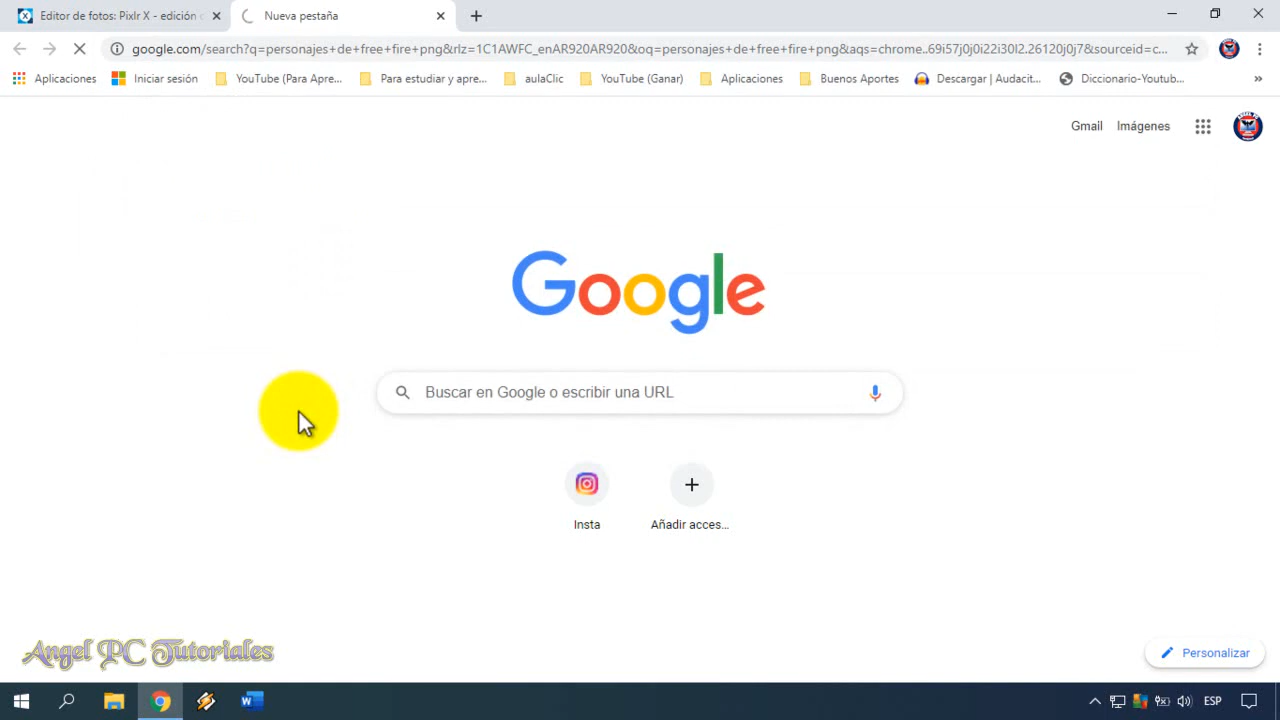 Editor de fotos: Pixlr X - edición
Nueva pestaña
google.com/search?q=personajes+de+free+fire+png&rlz=1C1AWFC_enAR920AR920&oq=personajes+de+free+fire+png&aqs=chrome..69i57j0j0i22i30l2.26120j0j7&sourceid=c...
Aplicaciones
Iniciar sesión
YouTube (Para Apre...
Para estudiar y apre...
aulaClic
YouTube (Ganar)
Aplicaciones
Buenos Aportes
Descargar | Audacit...
Diccionario-Youtub...
Gmail
Imágenes
Google
Buscar en Google o escribir una URL
Insta
Añadir acces...
Angel PC Tutoriales
Personalizar
ESP